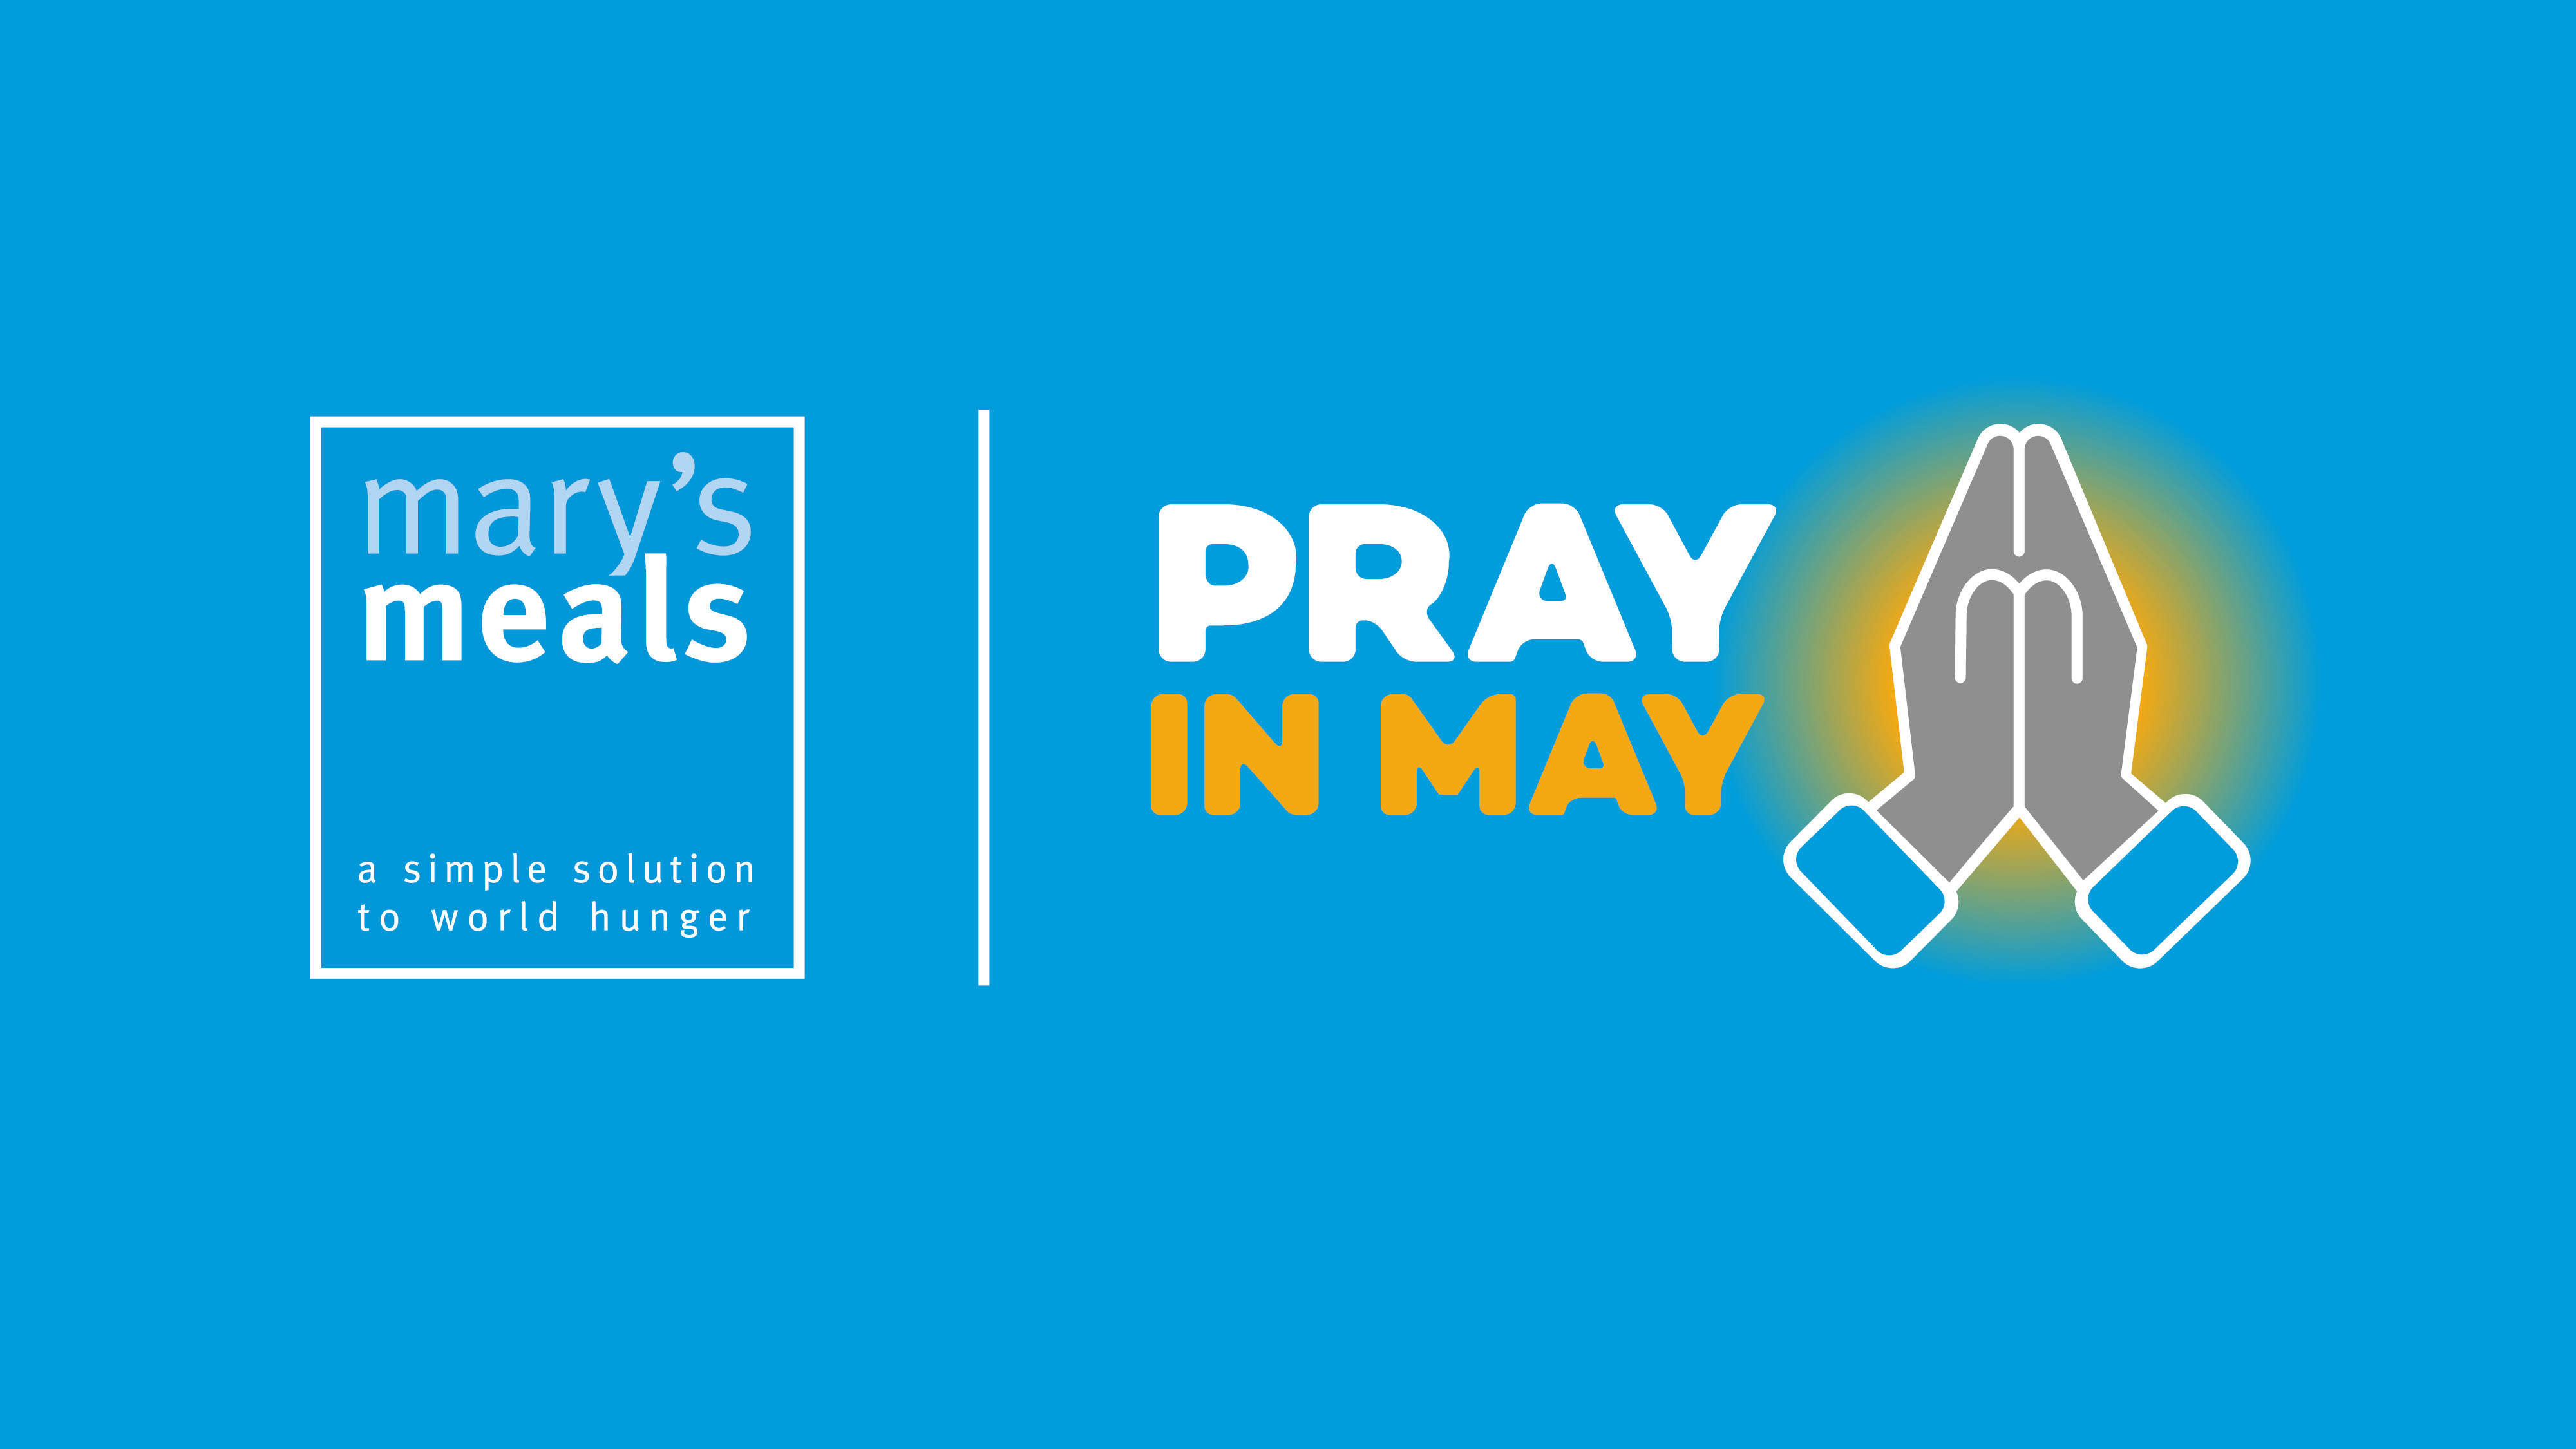 mary's
meals
a simple solution
to world hunger
PRAY
IN MAY